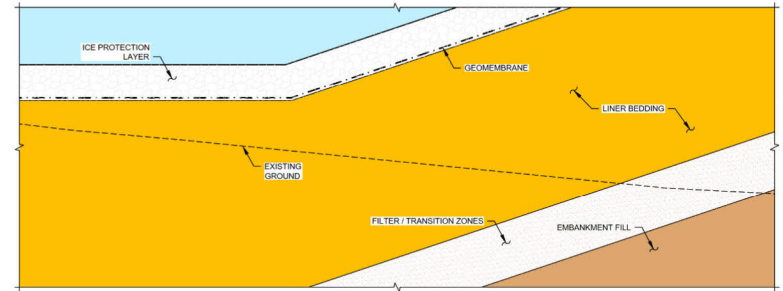 ICE PROTECTION
LAYER
GEOMEMBRANE
LINER BEDDING
EXISTING
GROUND
FILTER / TRANSITION ZONES
EMBANKMENT FILL